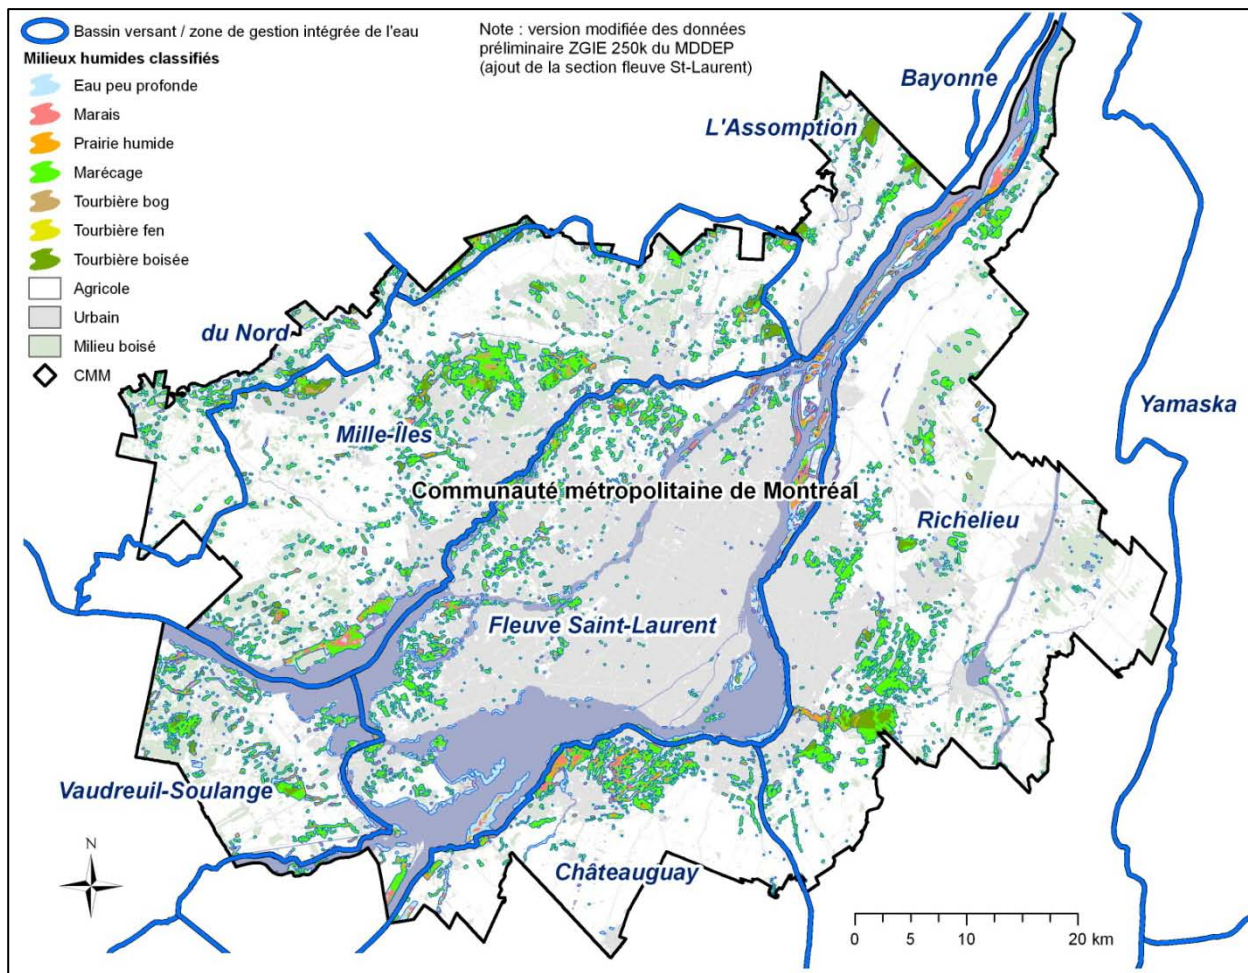 Bassin versant / zone de gestion intégrée de l'eau
Milieux humides classifiés
Eau peu profonde
Marais
Prairie humide
Marécage
Tourbière bog
Tourbière fen
Tourbière boisée
Agricole
Urbain
Milieu boisé
CMM
Note : version modifiée des données
préliminaire ZGIE 250k du MDDEP
(ajout de la section fleuve St-Laurent)
Bayonne
L'Assomption
du Nord
Mille-Îles
Yamaska
Communauté métropolitaine de Montréal
Richelieu
Fleuve Saint-Laurent
Vaudreuil-Soulange
Châteauguay
N
0 5 10 20 km